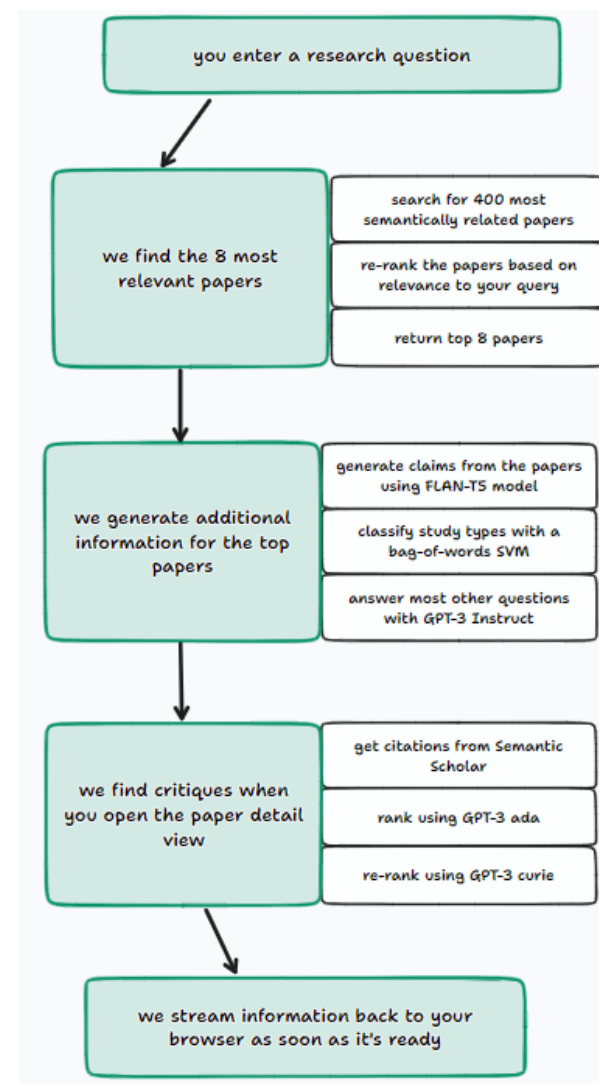 you enter a research question
we find the 8 most
relevant papers
search for 400 most
semantically related papers
re-rank the papers based on
relevance to your query
return top 8 papers
we generate additional
information for the top
papers
generate claims from the papers
using FLAN-T5 model
classify study types with a
bag-of-words SVM
answer most other questions
with GPT-3 Instruct
we find critiques when
you open the paper detail
view
get citations from Semantic
Scholar
rank using GPT-3 ada
re-rank using GPT-3 curie
we stream information back to your
browser as soon as it's ready